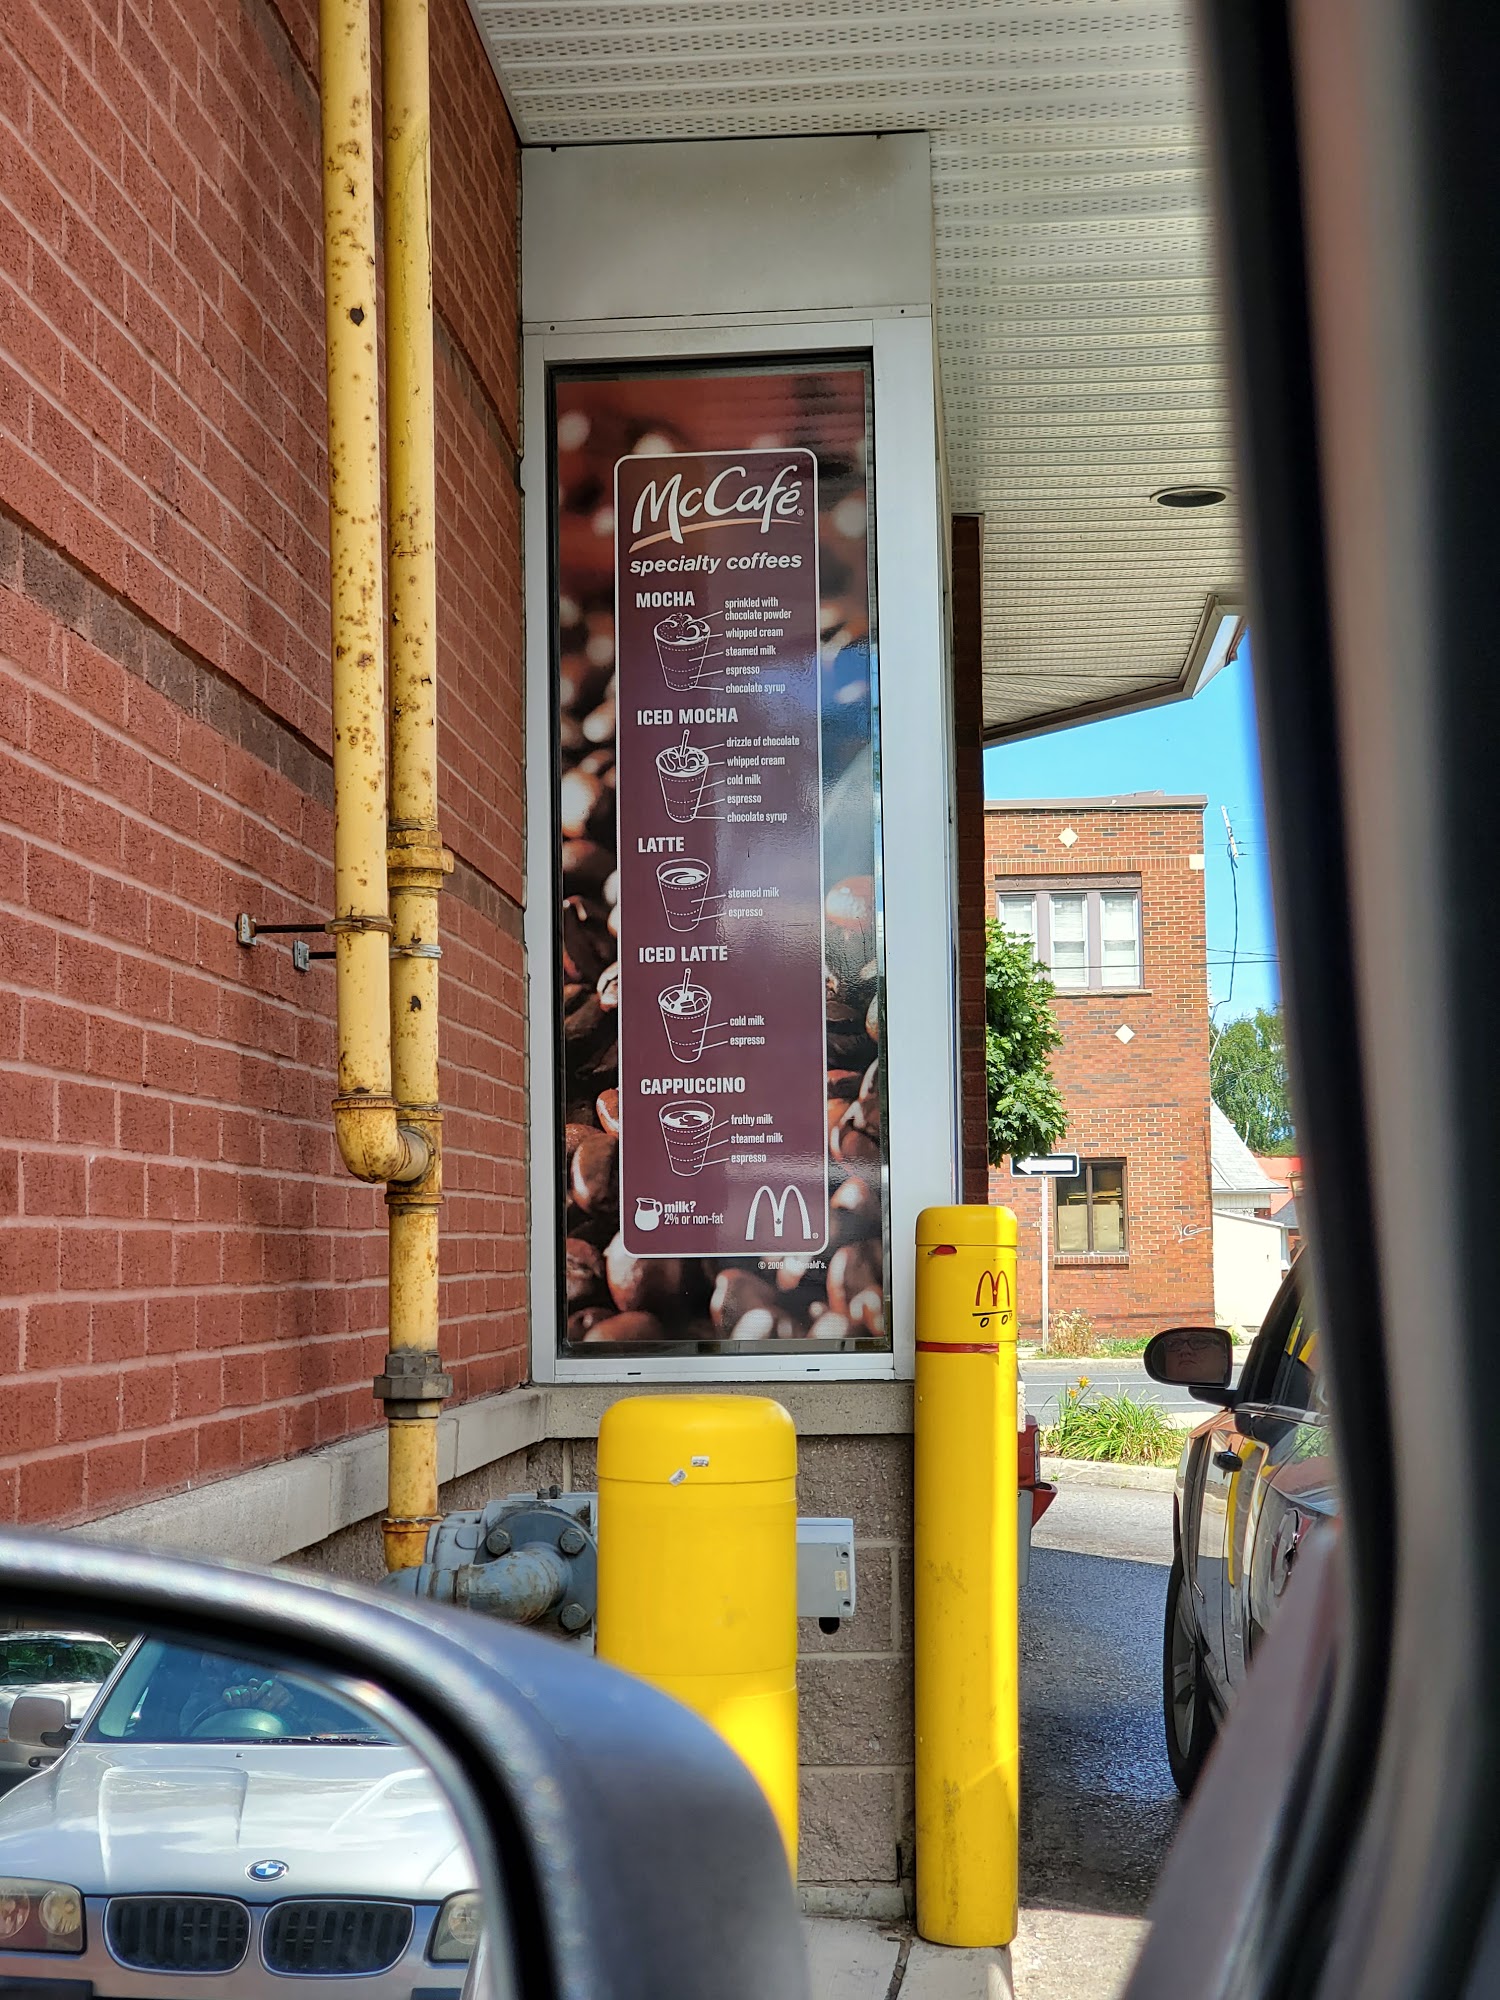 McCafé®
specialty coffees
MOCHA
sprinkled with
chocolate powder
whipped cream
steamed milk
espresso
chocolate syrup
ICED MOCHA
drizzle of chocolate
whipped cream
cold milk
espresso
chocolate syrup
LATTE
steamed milk
espresso
ICED LATTE
cold milk
espresso
CAPPUCCINO
frothy milk
steamed milk
espresso
milk?
2% or non-fat